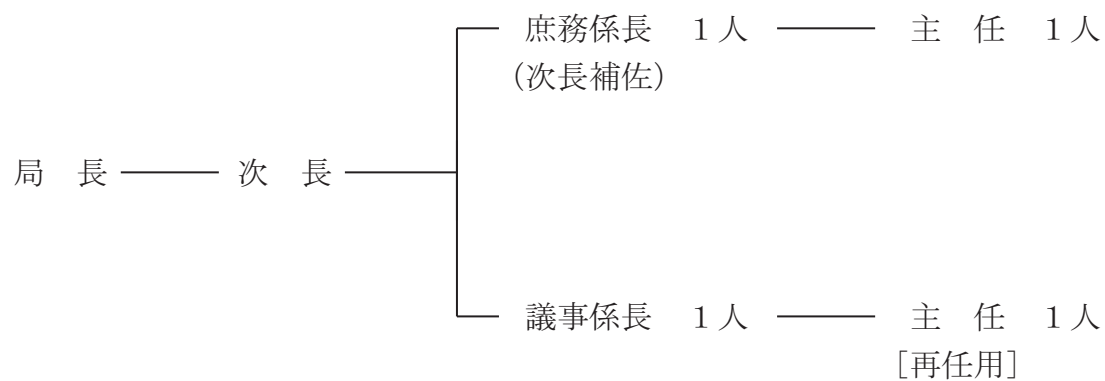 庶務係長　１人　主　任　１人
（次長補佐）
局　長　次　長
議事係長　１人　主　任　１人
［再任用］